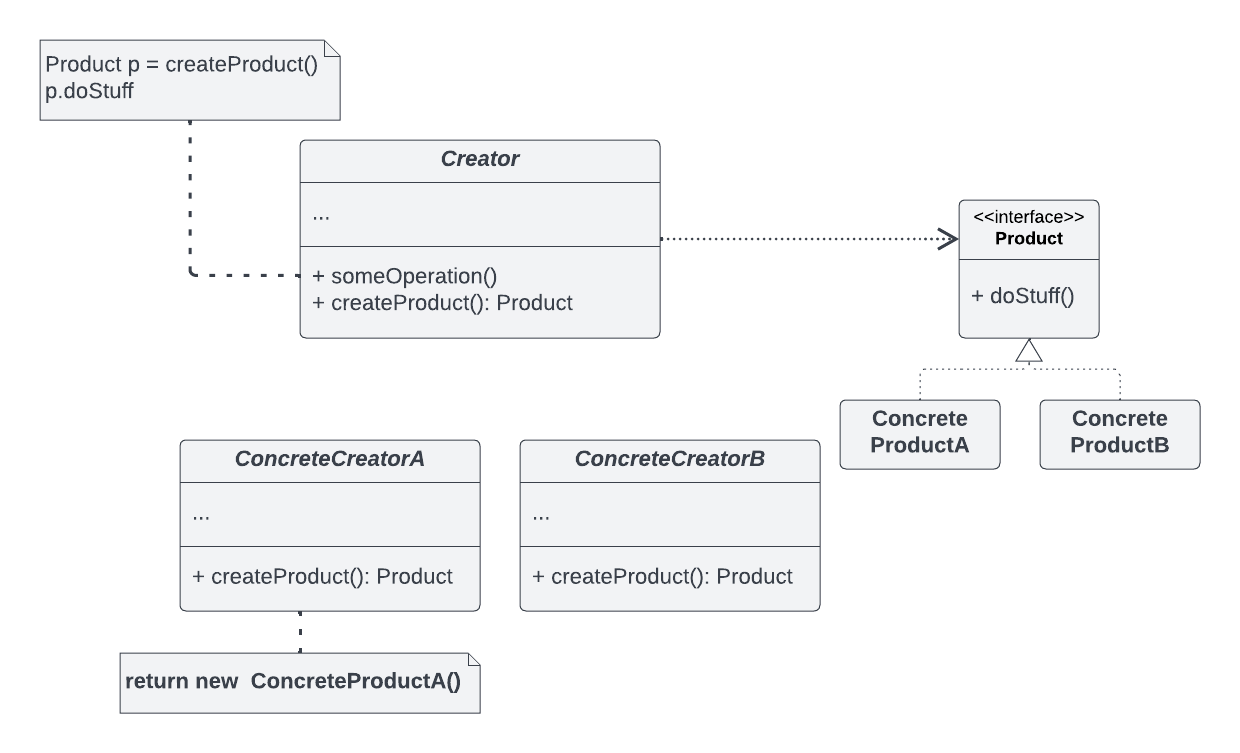 Product p = createProduct()
p.doStuff
Creator
...
+ someOperation()
+ createProduct(): Product
<<interface>>
Product
+ doStuff()
Concrete
ProductA
Concrete
ProductB
ConcreteCreatorA
...
+ createProduct(): Product
ConcreteCreatorB
...
+ createProduct(): Product
return new  ConcreteProductA()